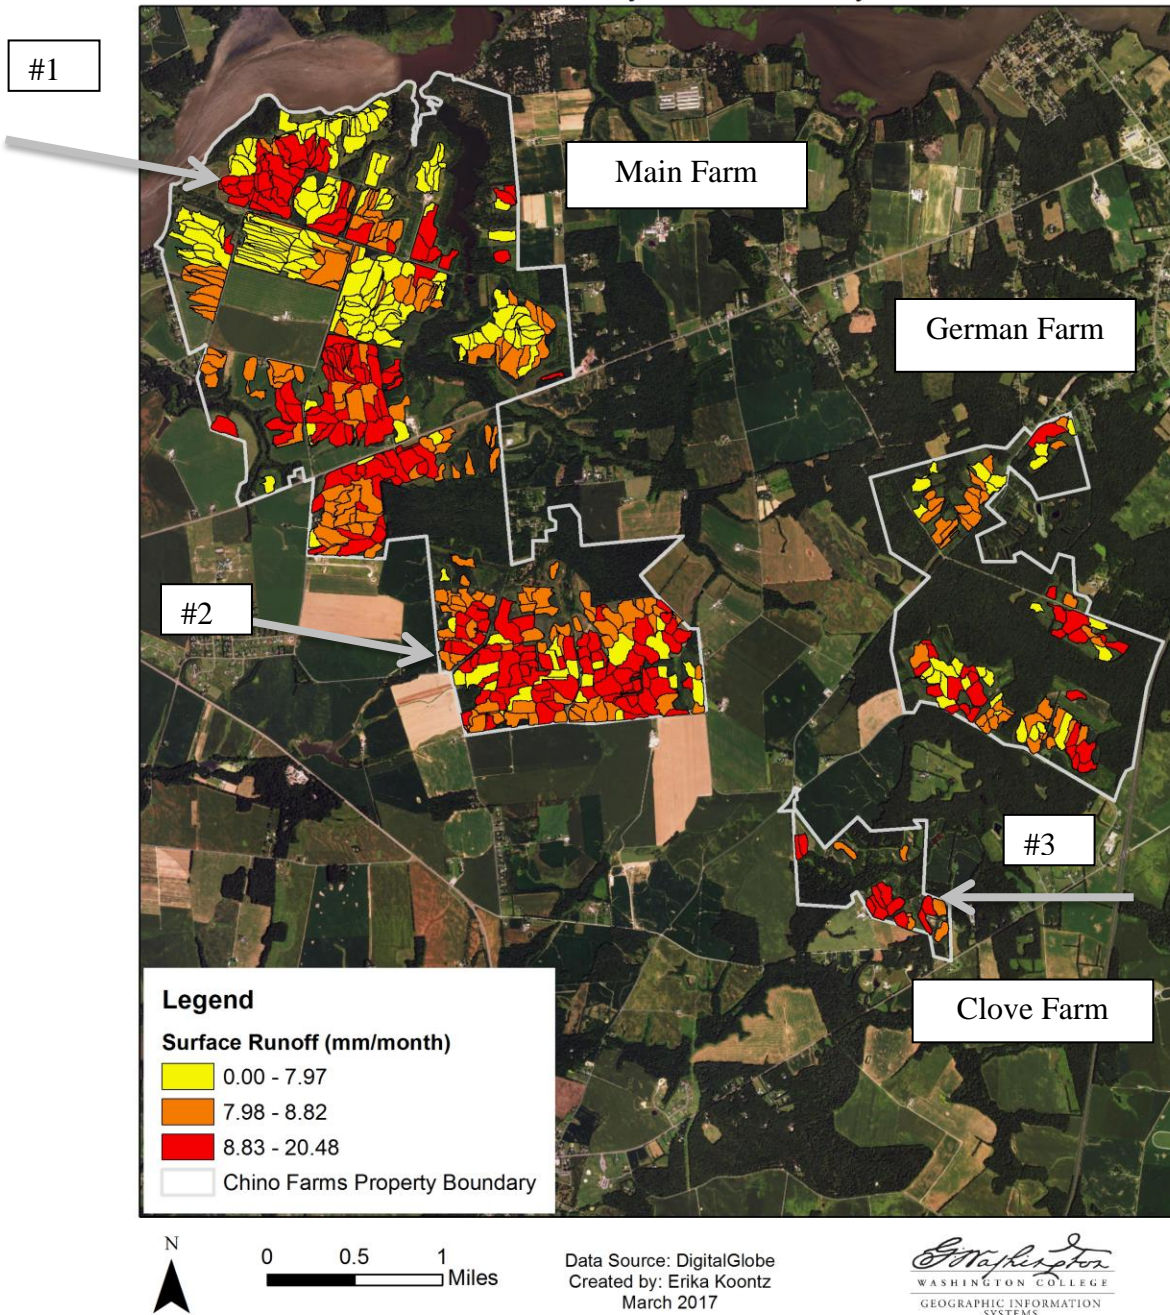 #1
Main Farm
German Farm
#2
#3
Clove Farm
Legend
Surface Runoff (mm/month)
0.00 - 7.97
7.98 - 8.82
8.83 - 20.48
Chino Farms Property Boundary
N
0 0.5 1
Miles
Data Source: DigitalGlobe
Created by: Erika Koontz
March 2017
G Washington
WASHINGTON COLLEGE
GEOGRAPHIC INFORMATION
SYSTEMS